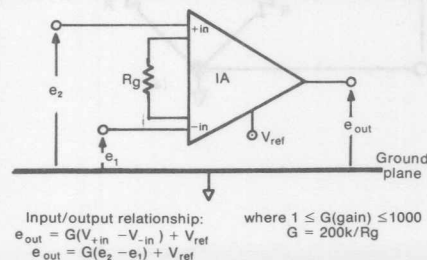 +in
e2
Rg
IA
i
-in
Vref
eout
e1
Ground
plane
Input/output relationship:
eout = G(V+in -V-in) + Vref
eout = G(e2 -e1) + Vref
where 1 ≤ G(gain) ≤1000
G = 200k/Rg